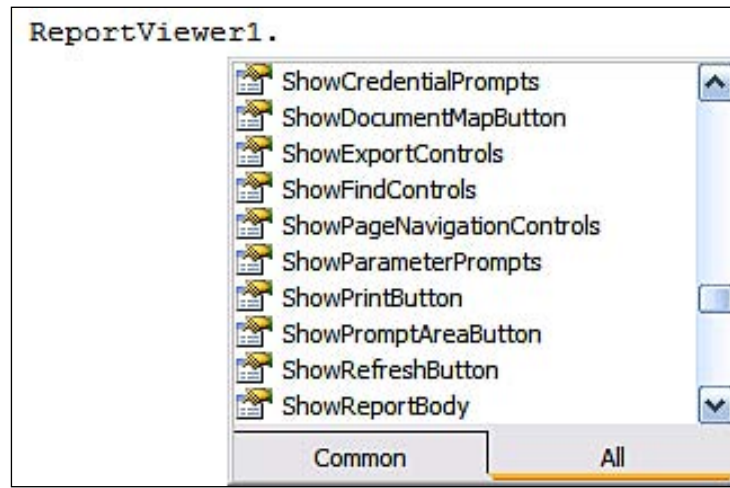 ReportViewer1.
ShowCredentialPrompts
ShowDocumentMapButton
ShowExportControls
ShowFindControls
ShowPageNavigationControls
ShowParameterPrompts
ShowPrintButton
ShowPromptAreaButton
ShowRefreshButton
ShowReportBody
Common All